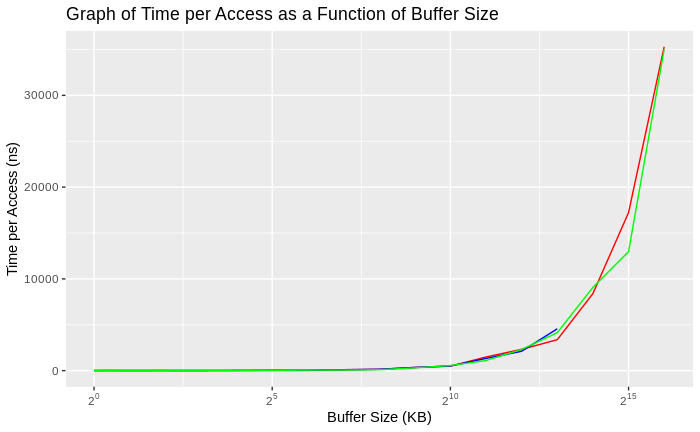 Graph of Time per Access as a Function of Buffer Size
Time per Access (ns)
30000
20000
10000
0
2⁰ 2⁵ 2¹⁰ 2¹⁵
Buffer Size (KB)